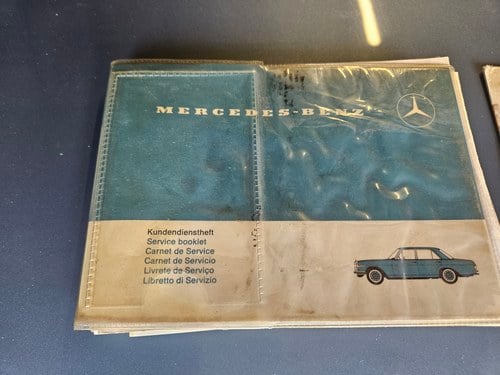 MERCEDES-BENZ
Kundendienstheft
Service booklet
Carnet de Service
Carnet de Servicio
Livrete de Serviço
Libretto di Servizio